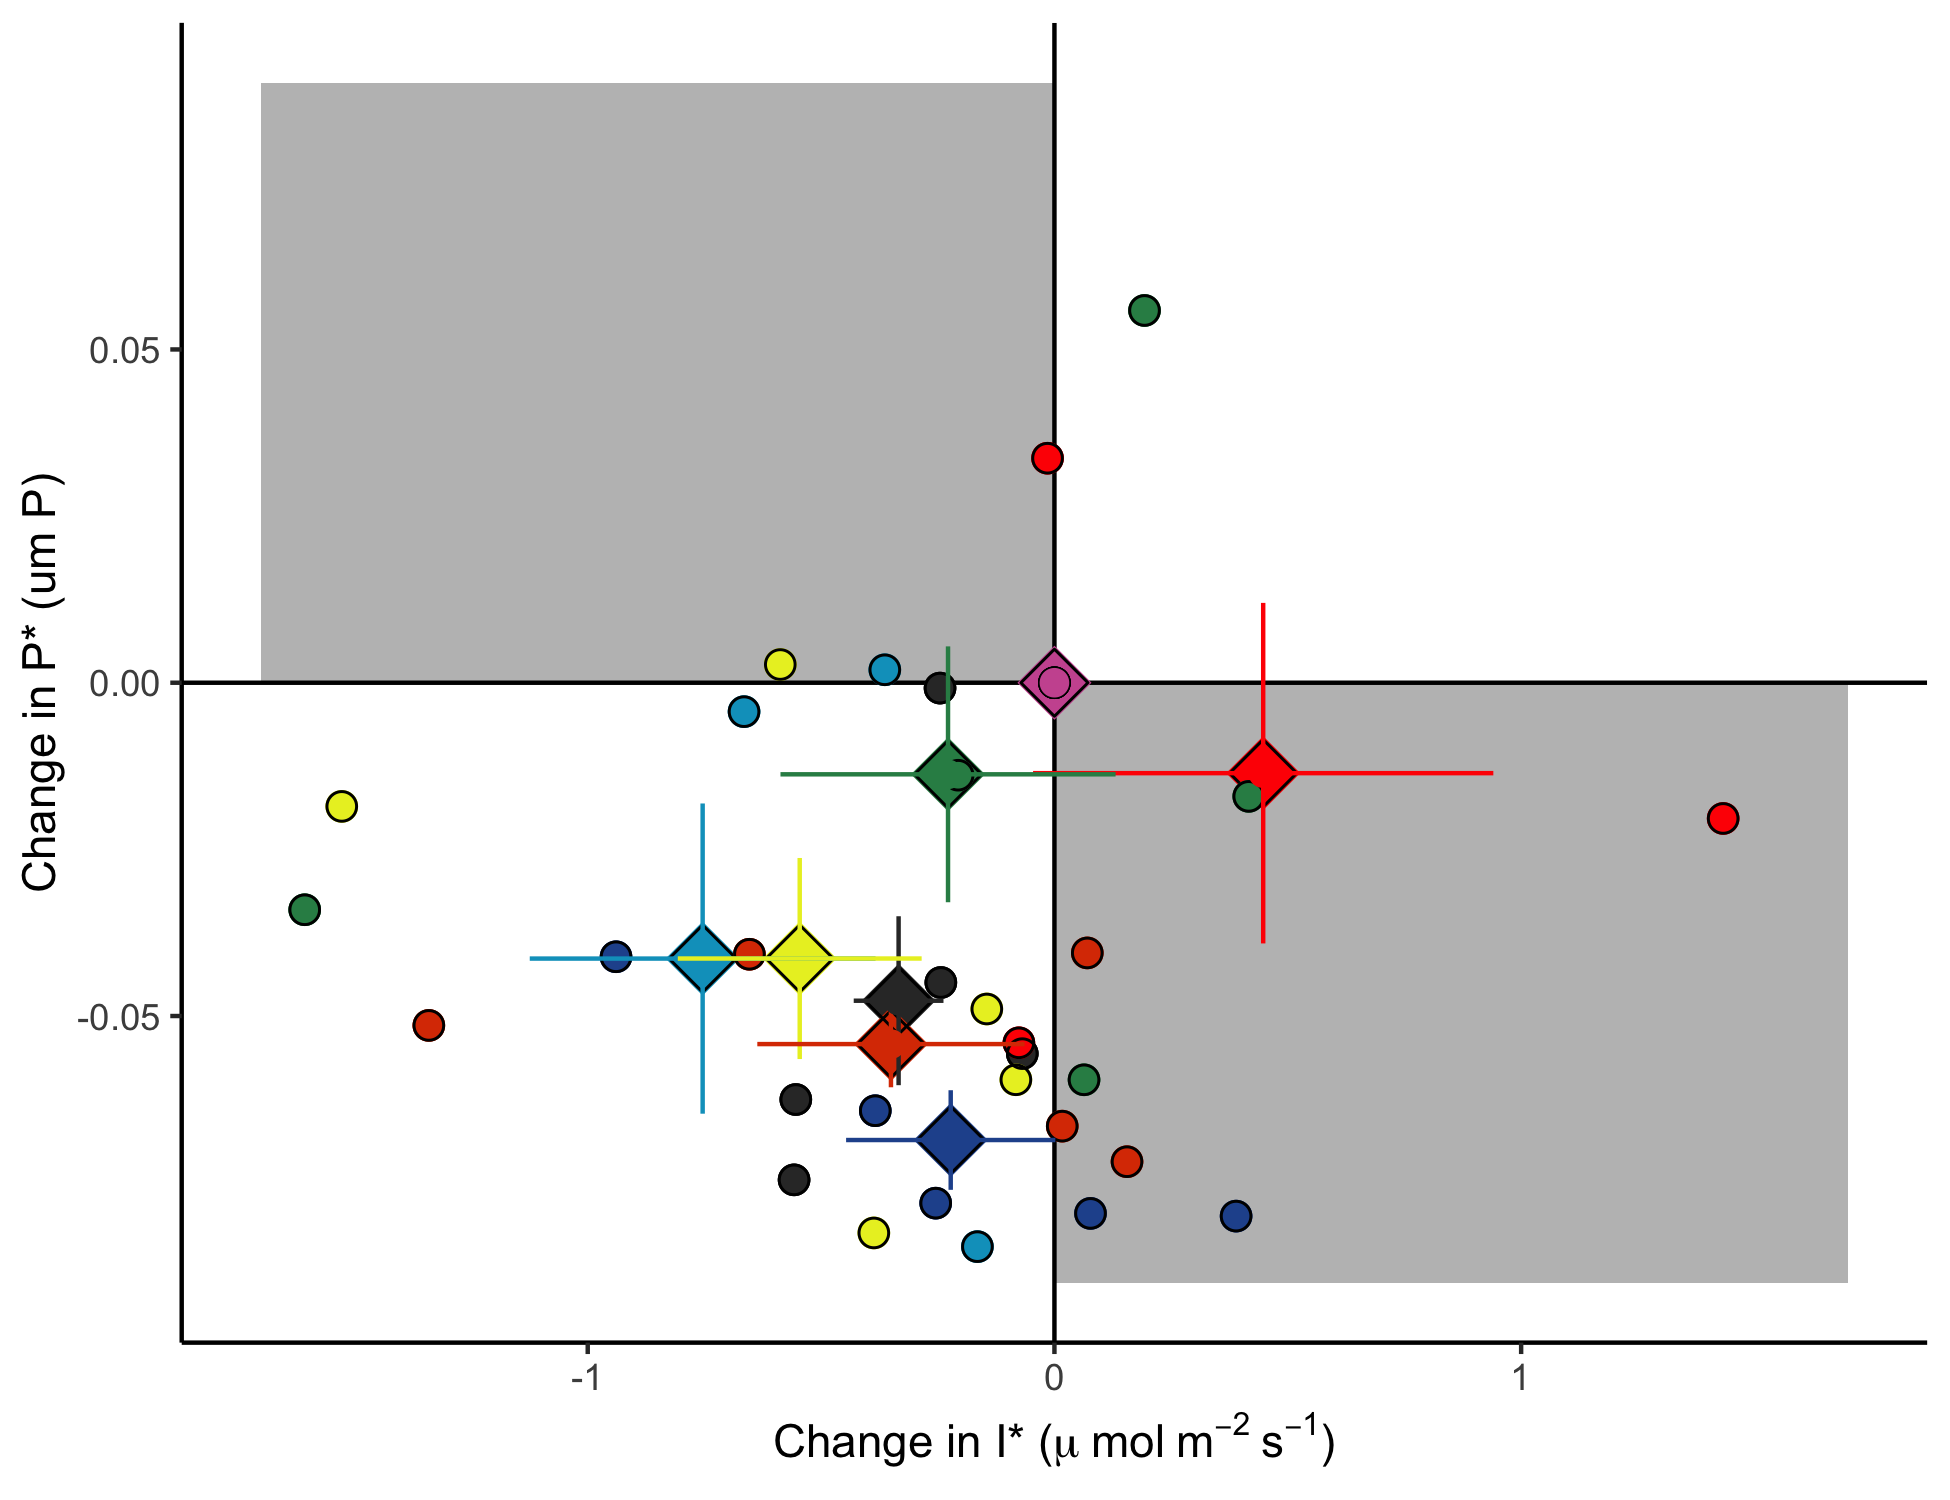 Change in P* (um P)
0.05
0.00
-0.05
-1 0 1
Change in I* (μ mol m⁻² s⁻¹)